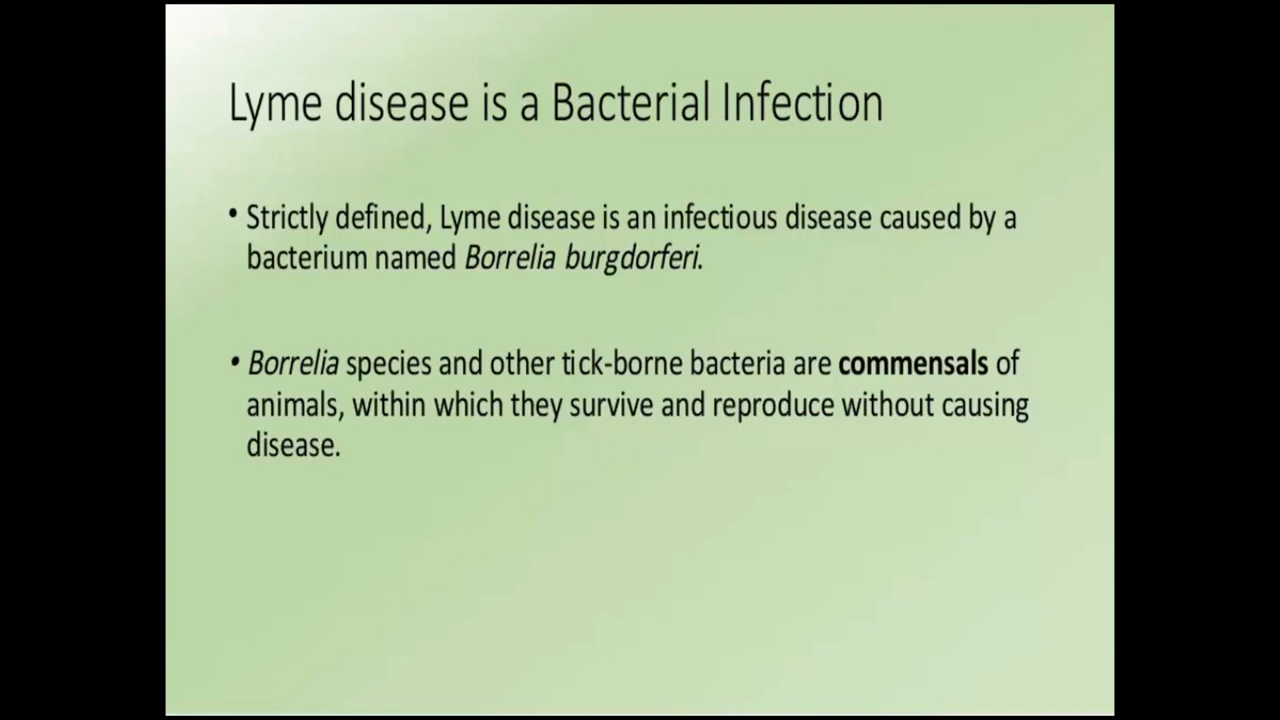 Lyme disease is a Bacterial Infection
• Strictly defined, Lyme disease is an infectious disease caused by a
bacterium named Borrelia burgdorferi.
• Borrelia species and other tick-borne bacteria are commensals of
animals, within which they survive and reproduce without causing
disease.